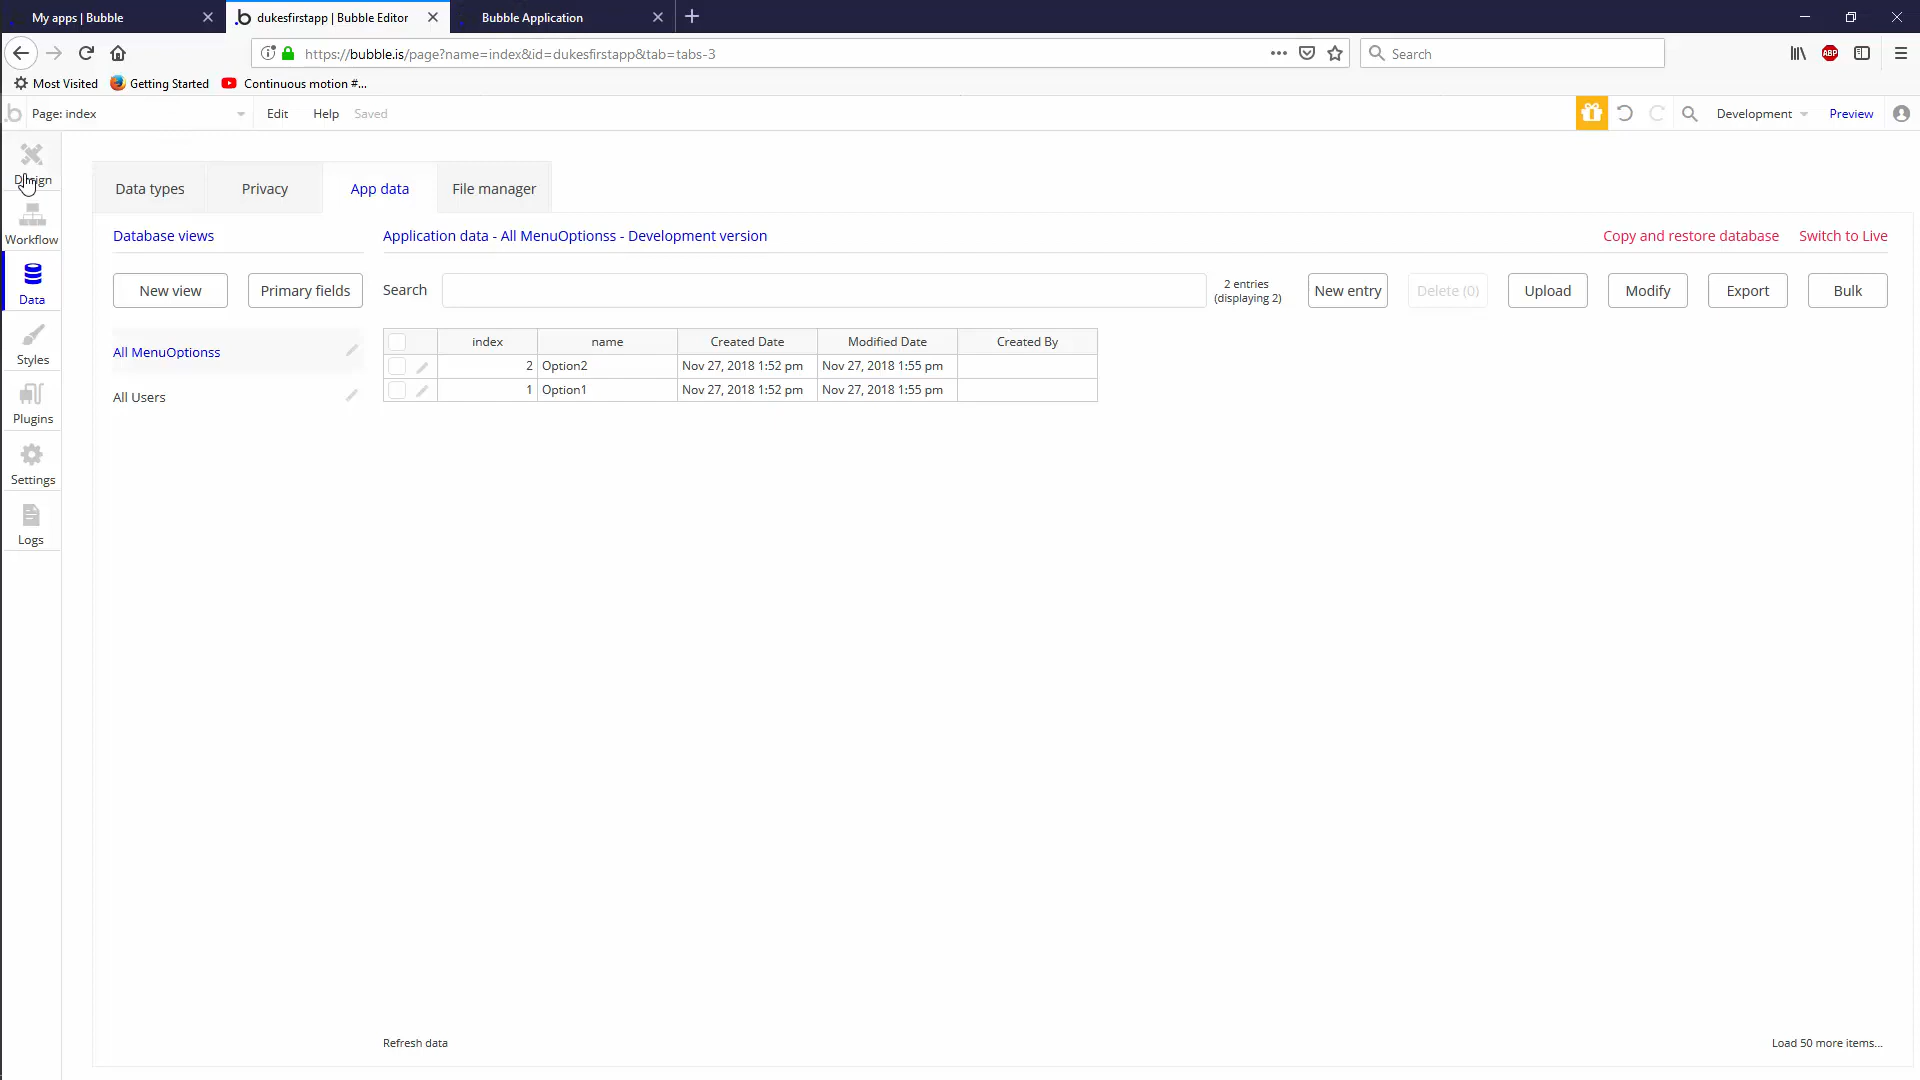 My apps | Bubble
dukesfirstapp | Bubble Editor
Bubble Application
https://bubble.is/page?name=index&id=dukesfirstapp&tab=tabs-3
Search
ABP
Most Visited
Getting Started
Continuous motion #...
Page: index
Edit
Help
Saved
Development
Preview
Design
Workflow
Data
Styles
Plugins
Settings
Logs
Data types
Privacy
App data
File manager
Database views
Application data - All MenuOptionss - Development version
Copy and restore database
Switch to Live
New view
Primary fields
Search
2 entries
(displaying 2)
New entry
Delete (0)
Upload
Modify
Export
Bulk
All MenuOptionss
All Users
index name Created Date Modified Date Created By
2 Option2 Nov 27, 2018 1:52 pm Nov 27, 2018 1:55 pm
1 Option1 Nov 27, 2018 1:52 pm Nov 27, 2018 1:55 pm
Refresh data
Load 50 more items...